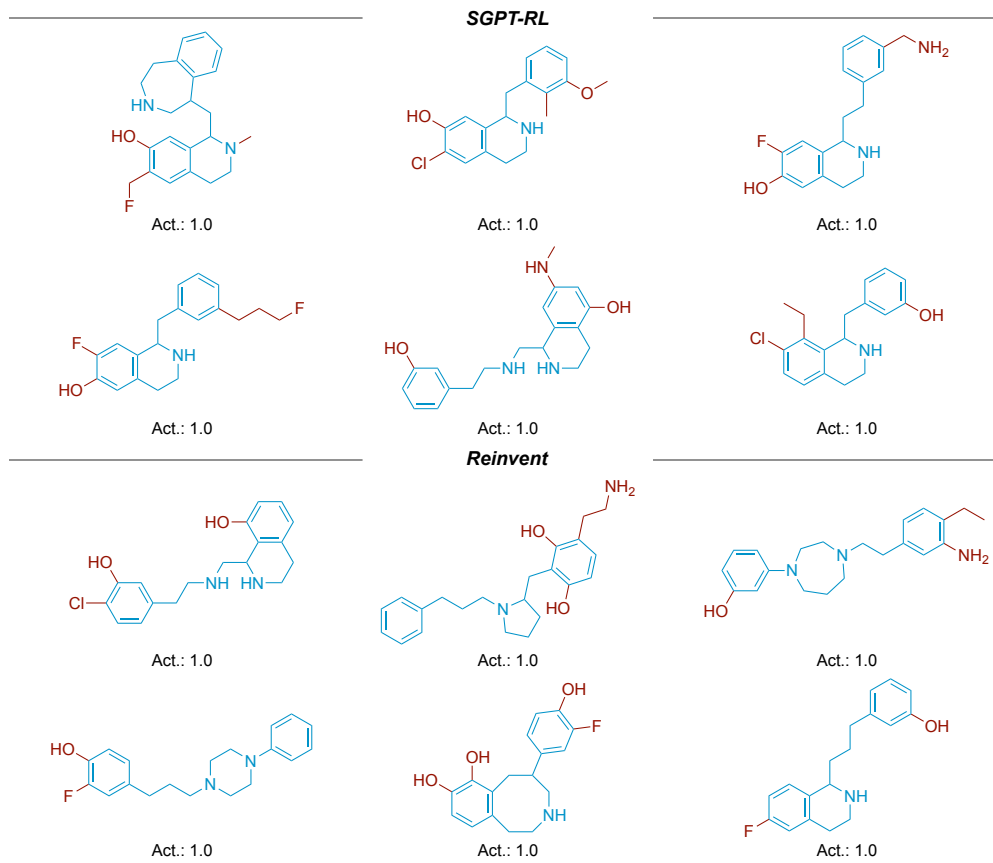 SGPT-RL
NH HO N F Act.: 1.0
HO Cl O NH Act.: 1.0
NH2 F HO NH Act.: 1.0
F F HO NH Act.: 1.0
HN OH HO NH HN Act.: 1.0
Cl OH NH Act.: 1.0
Reinvent
HO HO Cl NH HN Act.: 1.0
NH2 HO HO N Act.: 1.0
N N NH2 HO Act.: 1.0
HO F N N Act.: 1.0
OH F OH HO NH Act.: 1.0
OH NH F Act.: 1.0